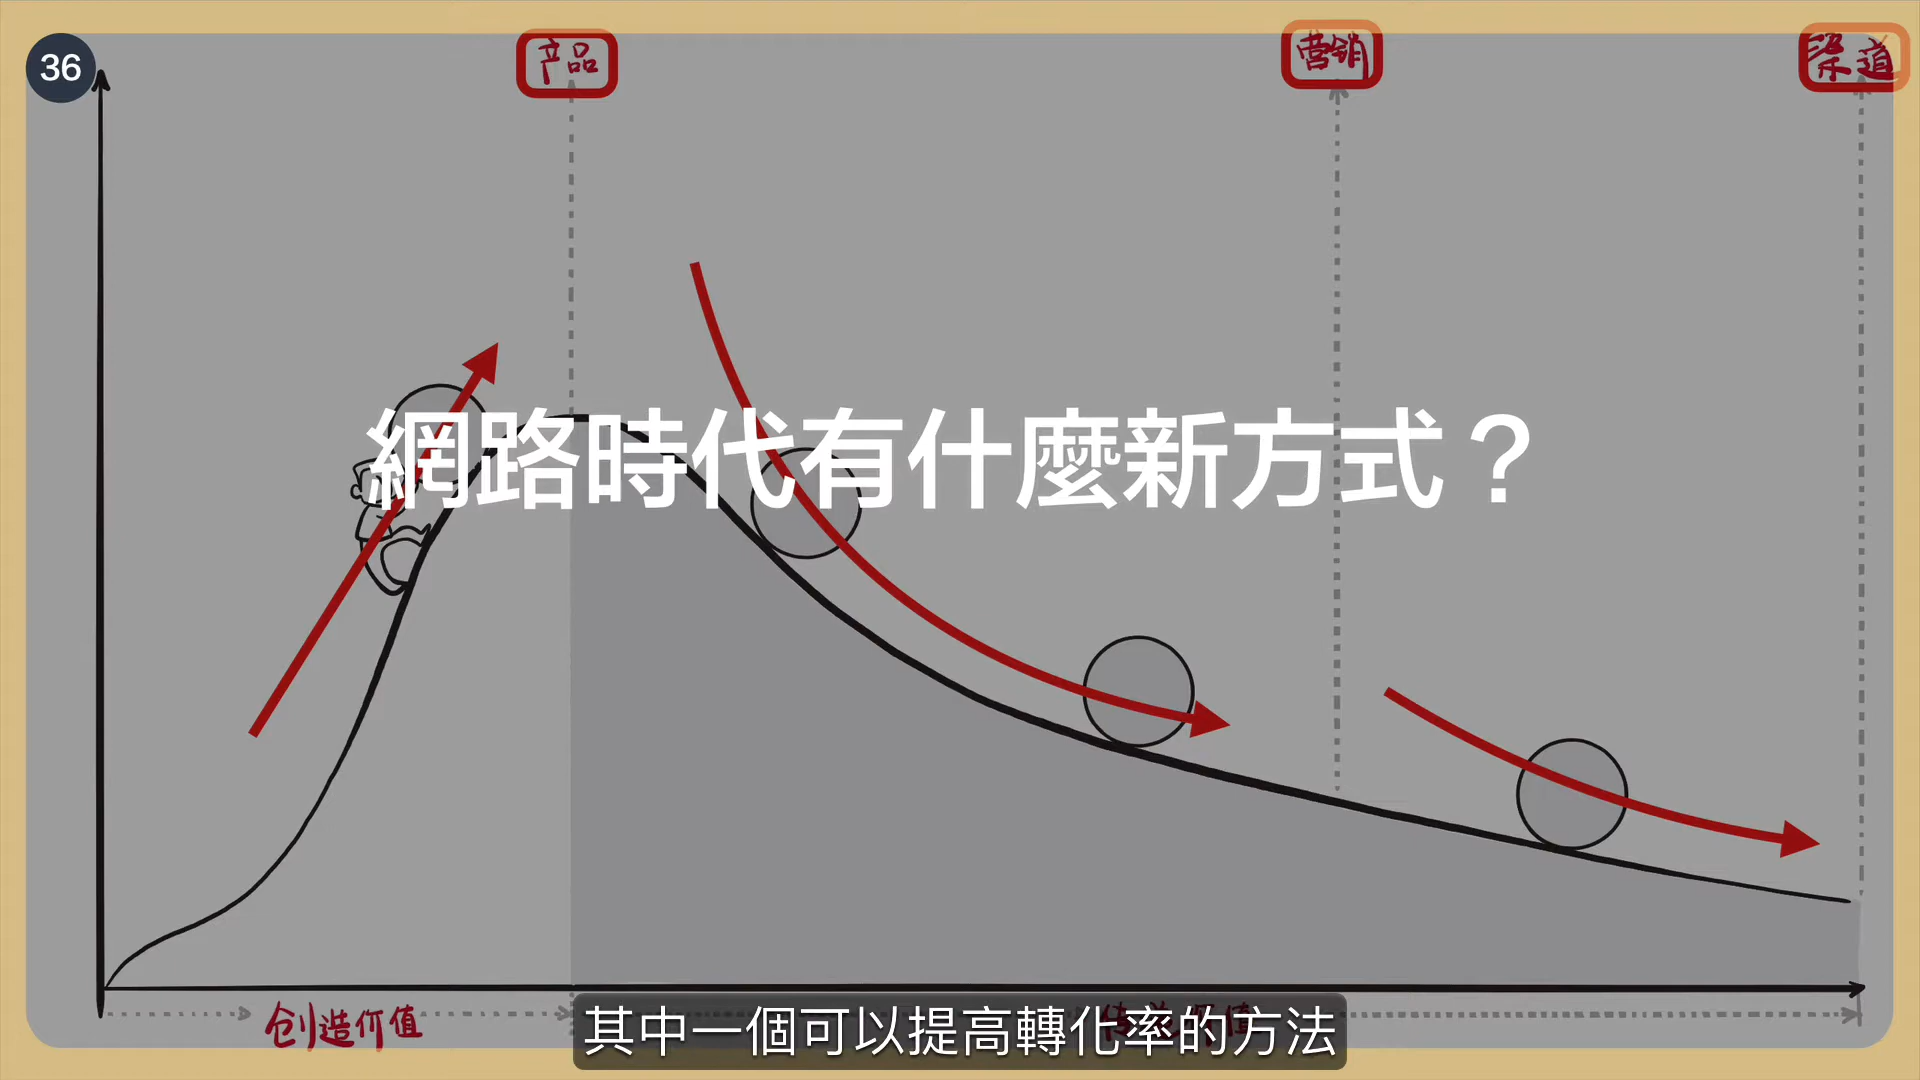 36
产品
营销
渠道
網路時代有什麼新方式？
创造价值
其中一個可以提高轉化率的方法